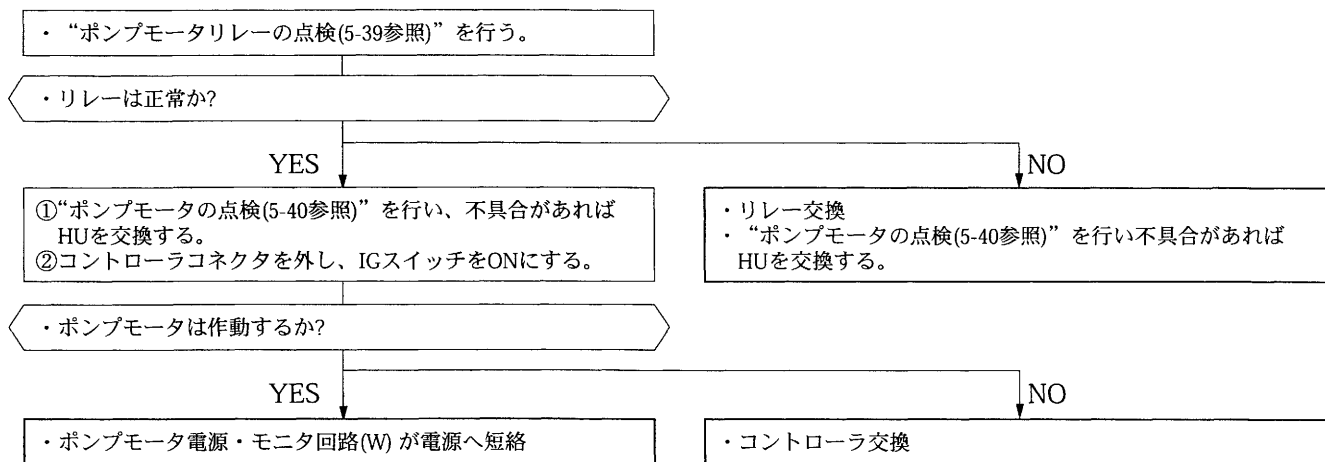 ・ “ポンプモータリレーの点検(5-39参照)” を行う。
・リレーは正常か?
YES
NO
①“ポンプモータの点検(5-40参照)” を行い、不具合があれば
HUを交換する。
②コントローラコネクタを外し、IGスイッチをONにする。
・リレー交換
・ “ポンプモータの点検(5-40参照)” を行い不具合があれば
HUを交換する。
・ポンプモータは作動するか?
YES
NO
・ポンプモータ電源・モニタ回路(W) が電源へ短絡
・コントローラ交換